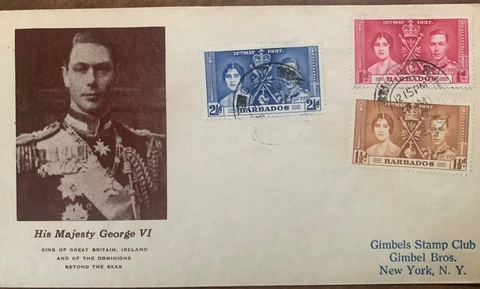 His Majesty George VI
KING OF GREAT BRITAIN, IRELAND
AND OF THE DOMINIONS
BEYOND THE SEAS
12TH MAY 1937.
2½d 2½d
BARBADOS
12TH MAY 1937.
BARBADOS
12TH MAY 1937.
1½d 1½d
BARBADOS
215PM
Gimbels Stamp Club
Gimbel Bros.
New York, N. Y.